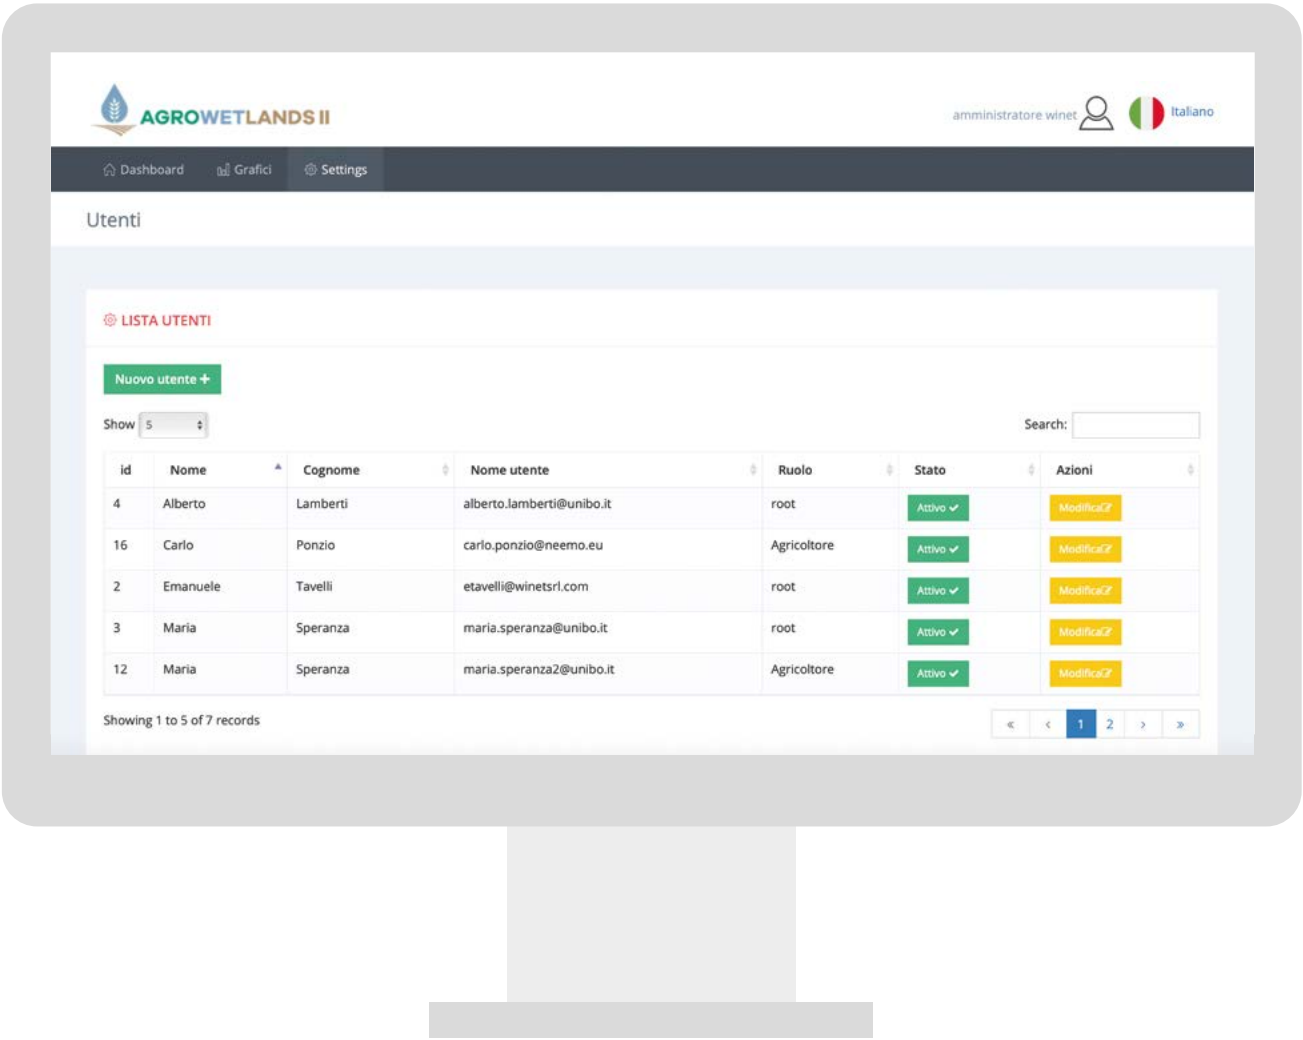 AGROWETLANDS II
amministratore winet Italiano
Dashboard Grafici Settings
Utenti
LISTA UTENTI
Nuovo utente +
Show 5 Search:
id Nome Cognome Nome utente Ruolo Stato Azioni
4 Alberto Lamberti alberto.lamberti@unibo.it root Attivo ✓ Modifica
16 Carlo Ponzio carlo.ponzio@neemo.eu Agricoltore Attivo ✓ Modifica
2 Emanuele Tavelli etavelli@winetsrl.com root Attivo ✓ Modifica
3 Maria Speranza maria.speranza@unibo.it root Attivo ✓ Modifica
12 Maria Speranza maria.speranza2@unibo.it Agricoltore Attivo ✓ Modifica
Showing 1 to 5 of 7 records « ‹ 1 2 › »